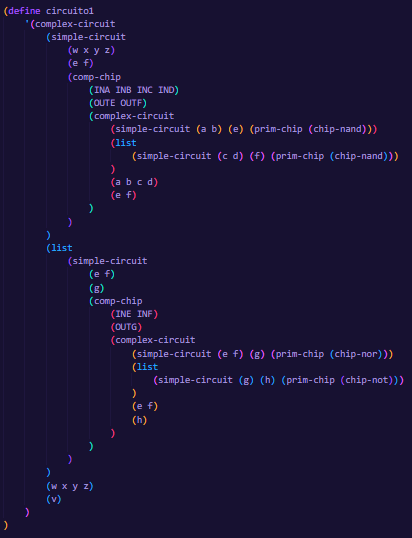 (define circuito1
'(complex-circuit
(simple-circuit
(w x y z)
(e f)
(comp-chip
(INA INB INC IND)
(OUTE OUTF)
(complex-circuit
(simple-circuit (a b) (e) (prim-chip (chip-nand)))
(list
(simple-circuit (c d) (f) (prim-chip (chip-nand)))
)
(a b c d)
(e f)
)
)
)
(list
(simple-circuit
(e f)
(g)
(comp-chip
(INE INF)
(OUTG)
(complex-circuit
(simple-circuit (e f) (g) (prim-chip (chip-nor)))
(list
(simple-circuit (g) (h) (prim-chip (chip-not)))
)
(e f)
(h)
)
)
)
)
(w x y z)
(v)
)
)